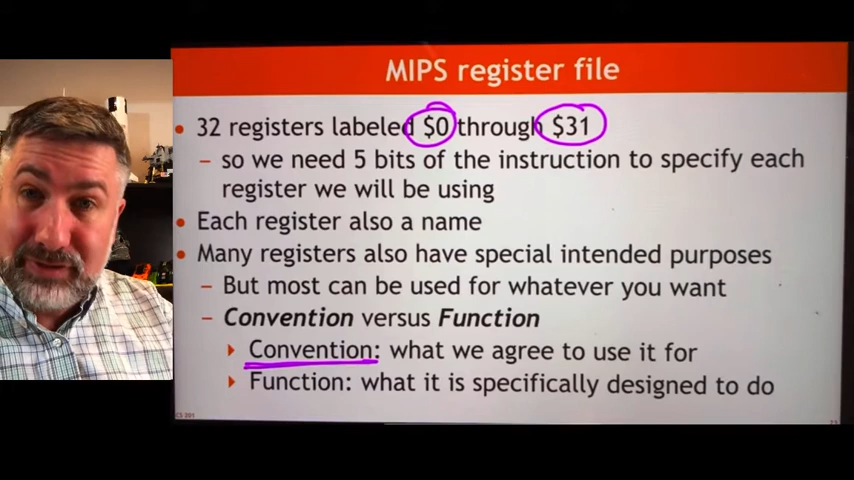 MIPS register file
32 registers labeled $0 through $31
– so we need 5 bits of the instruction to specify each
register we will be using
Each register also a name
Many registers also have special intended purposes
– But most can be used for whatever you want
– Convention versus Function
Convention: what we agree to use it for
Function: what it is specifically designed to do
CS 201